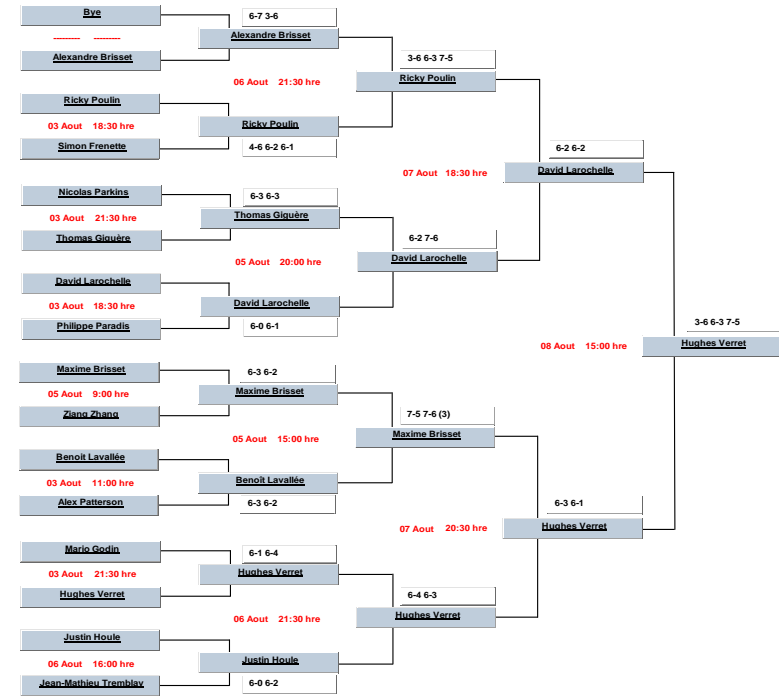 Bye
6-7 3-6
--------- ---------
Alexandre Brisset
Alexandre Brisset
3-6 6-3 7-5
06 Aout 21:30 hre
Ricky Poulin
Ricky Poulin
03 Aout 18:30 hre
Ricky Poulin
Simon Frenette
4-6 6-2 6-1
6-2 6-2
07 Aout 18:30 hre
David Larochelle
Nicolas Parkins
6-3 6-3
03 Aout 21:30 hre
Thomas Giguère
Thomas Giguère
6-2 7-6
05 Aout 20:00 hre
David Larochelle
David Larochelle
03 Aout 18:30 hre
David Larochelle
Philippe Paradis
6-0 6-1
3-6 6-3 7-5
08 Aout 15:00 hre
Hughes Verret
Maxime Brisset
6-3 6-2
05 Aout 9:00 hre
Maxime Brisset
Ziang Zhang
7-5 7-6 (3)
05 Aout 15:00 hre
Maxime Brisset
Benoit Lavallée
03 Aout 11:00 hre
Benoît Lavallée
Alex Patterson
6-3 6-2
6-3 6-1
07 Aout 20:30 hre
Hughes Verret
Mario Godin
6-1 6-4
03 Aout 21:30 hre
Hughes Verret
Hughes Verret
6-4 6-3
06 Aout 21:30 hre
Hughes Verret
Justin Houle
06 Aout 16:00 hre
Justin Houle
Jean-Mathieu Tremblay
6-0 6-2